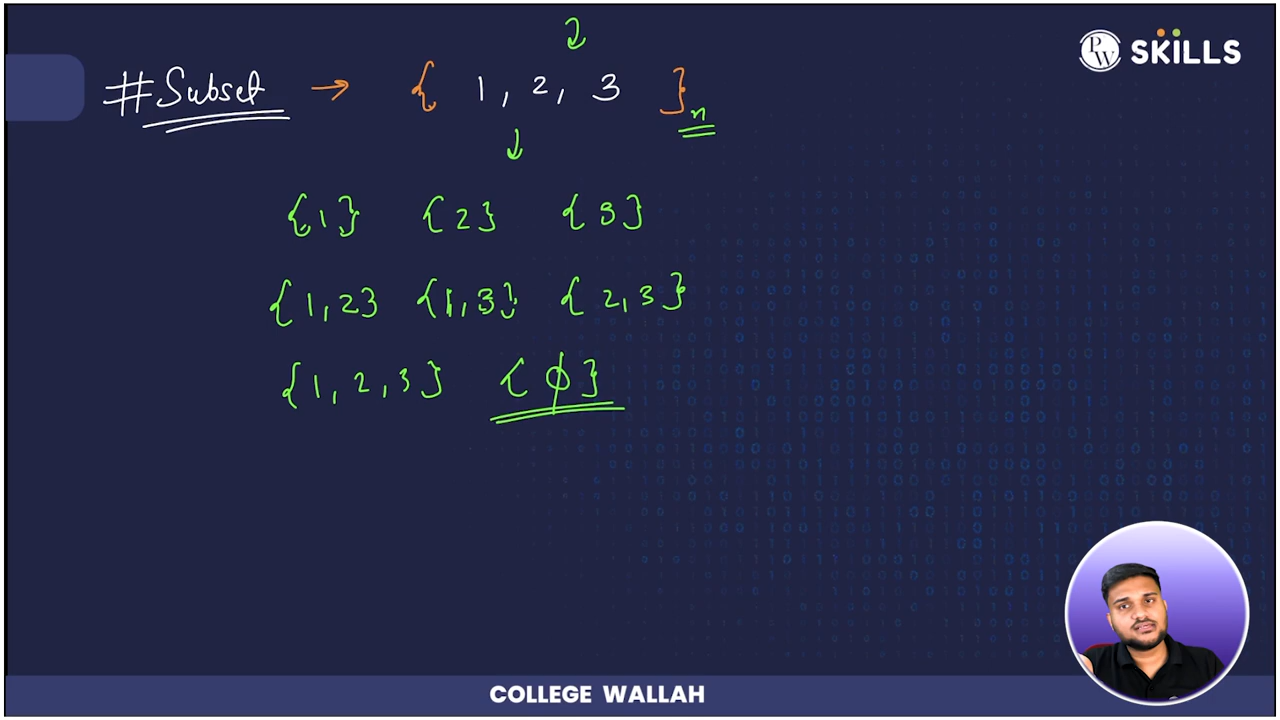 PW SKILLS
#Subset → { 1, 2, 3 }n
{1} {2} {3}
{1,2} {1,3} {2,3}
{1,2,3} {ϕ}
COLLEGE WALLAH